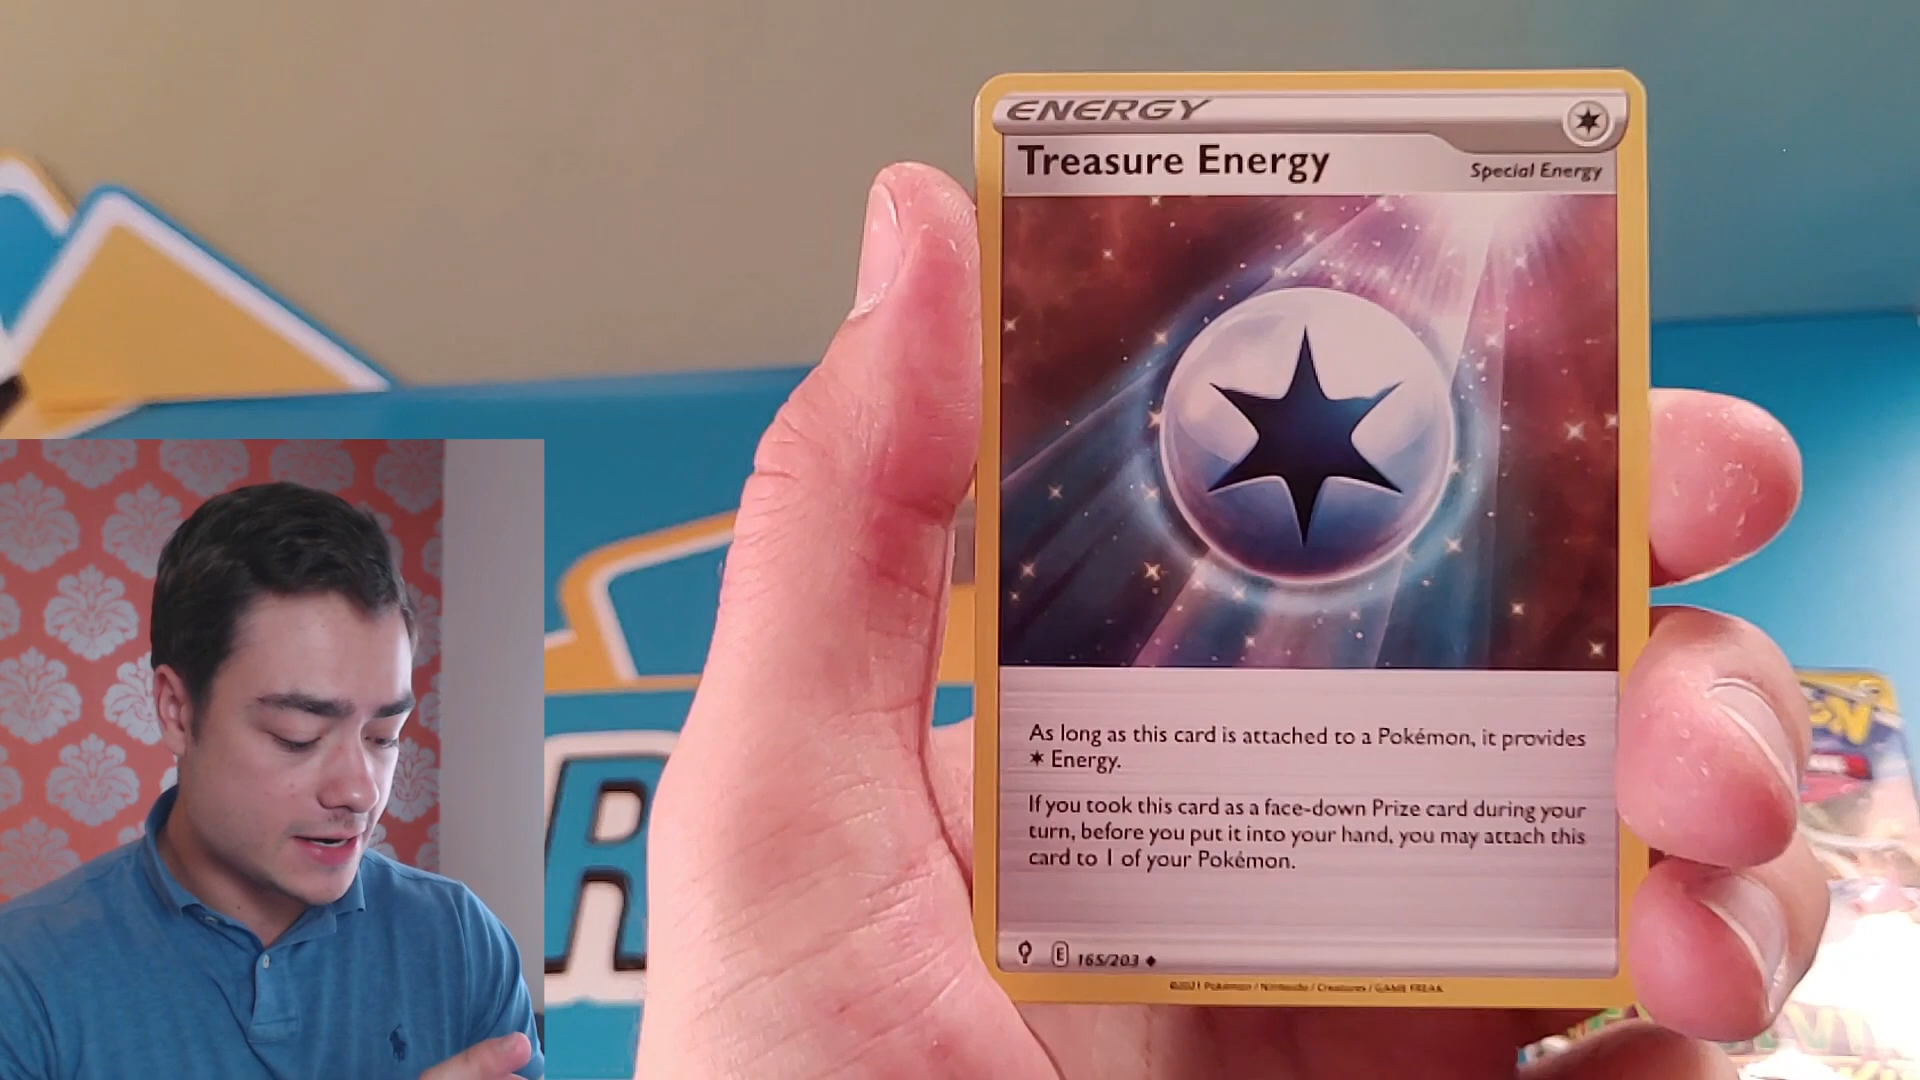 ENERGY
Treasure Energy
Special Energy
As long as this card is attached to a Pokémon, it provides
✶ Energy.
If you took this card as a face-down Prize card during your
turn, before you put it into your hand, you may attach this
card to 1 of your Pokémon.
E 165/203
©2021 Pokémon / Nintendo / Creatures / GAME FREAK
R